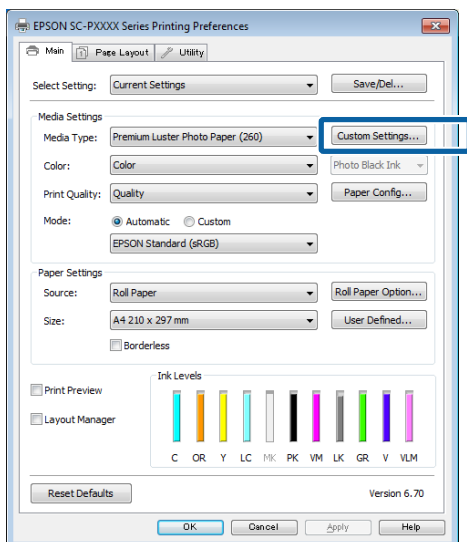 EPSON SC-PXXXX Series Printing Preferences
Main Page Layout Utility
Select Setting: Current Settings Save/Del...
Media Settings
Media Type: Premium Luster Photo Paper (260) Custom Settings...
Color: Color Photo Black Ink
Print Quality: Quality Paper Config...
Mode: Automatic Custom
EPSON Standard (sRGB)
Paper Settings
Source: Roll Paper Roll Paper Option...
Size: A4 210 x 297 mm User Defined...
Borderless
Ink Levels
Print Preview
Layout Manager
C OR Y LC MK PK VM LK GR V VLM
Reset Defaults Version 6.70
OK Cancel Apply Help